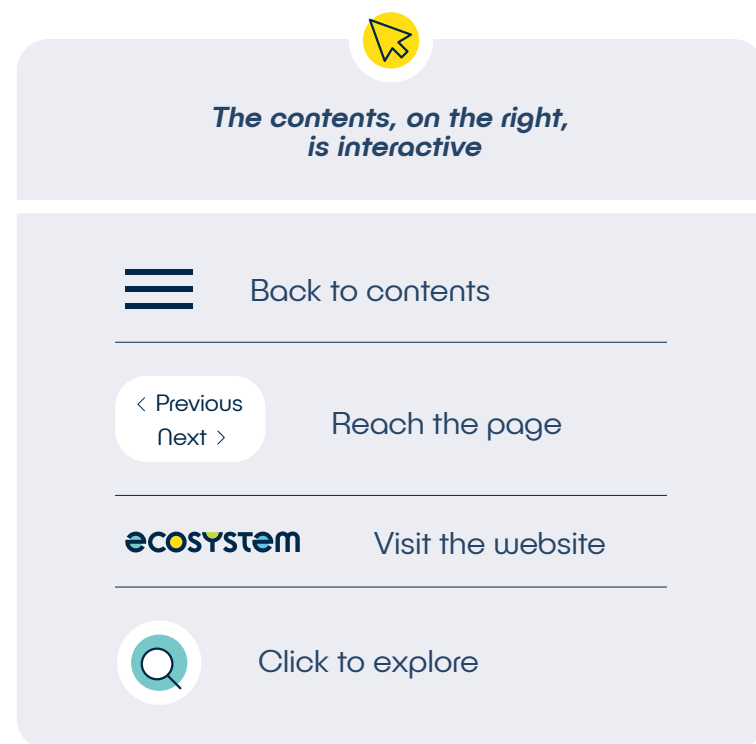 The contents, on the right,
is interactive
Back to contents
< Previous
Next >
Reach the page
ecosystem
Visit the website
Click to explore